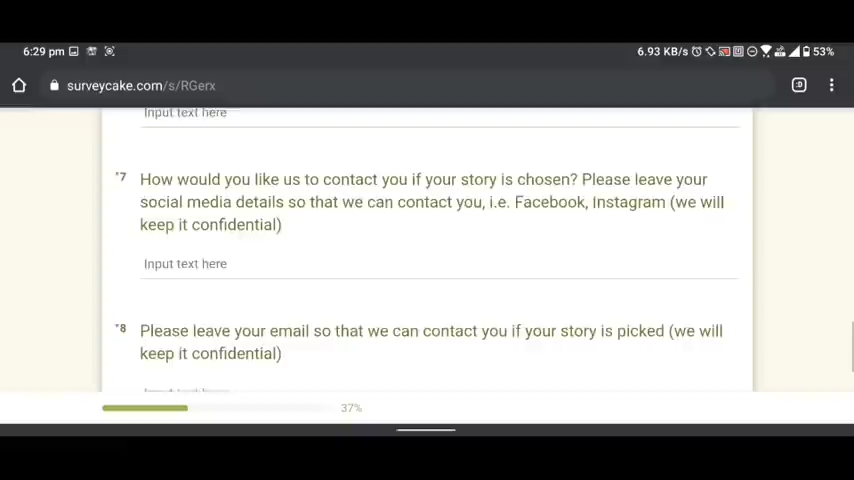 6:29 pm
6.93 KB/s
53%
surveycake.com/s/RGerx
Input text here
*7 How would you like us to contact you if your story is chosen? Please leave your
social media details so that we can contact you, i.e. Facebook, Instagram (we will
keep it confidential)
Input text here
*8 Please leave your email so that we can contact you if your story is picked (we will
keep it confidential)
37%